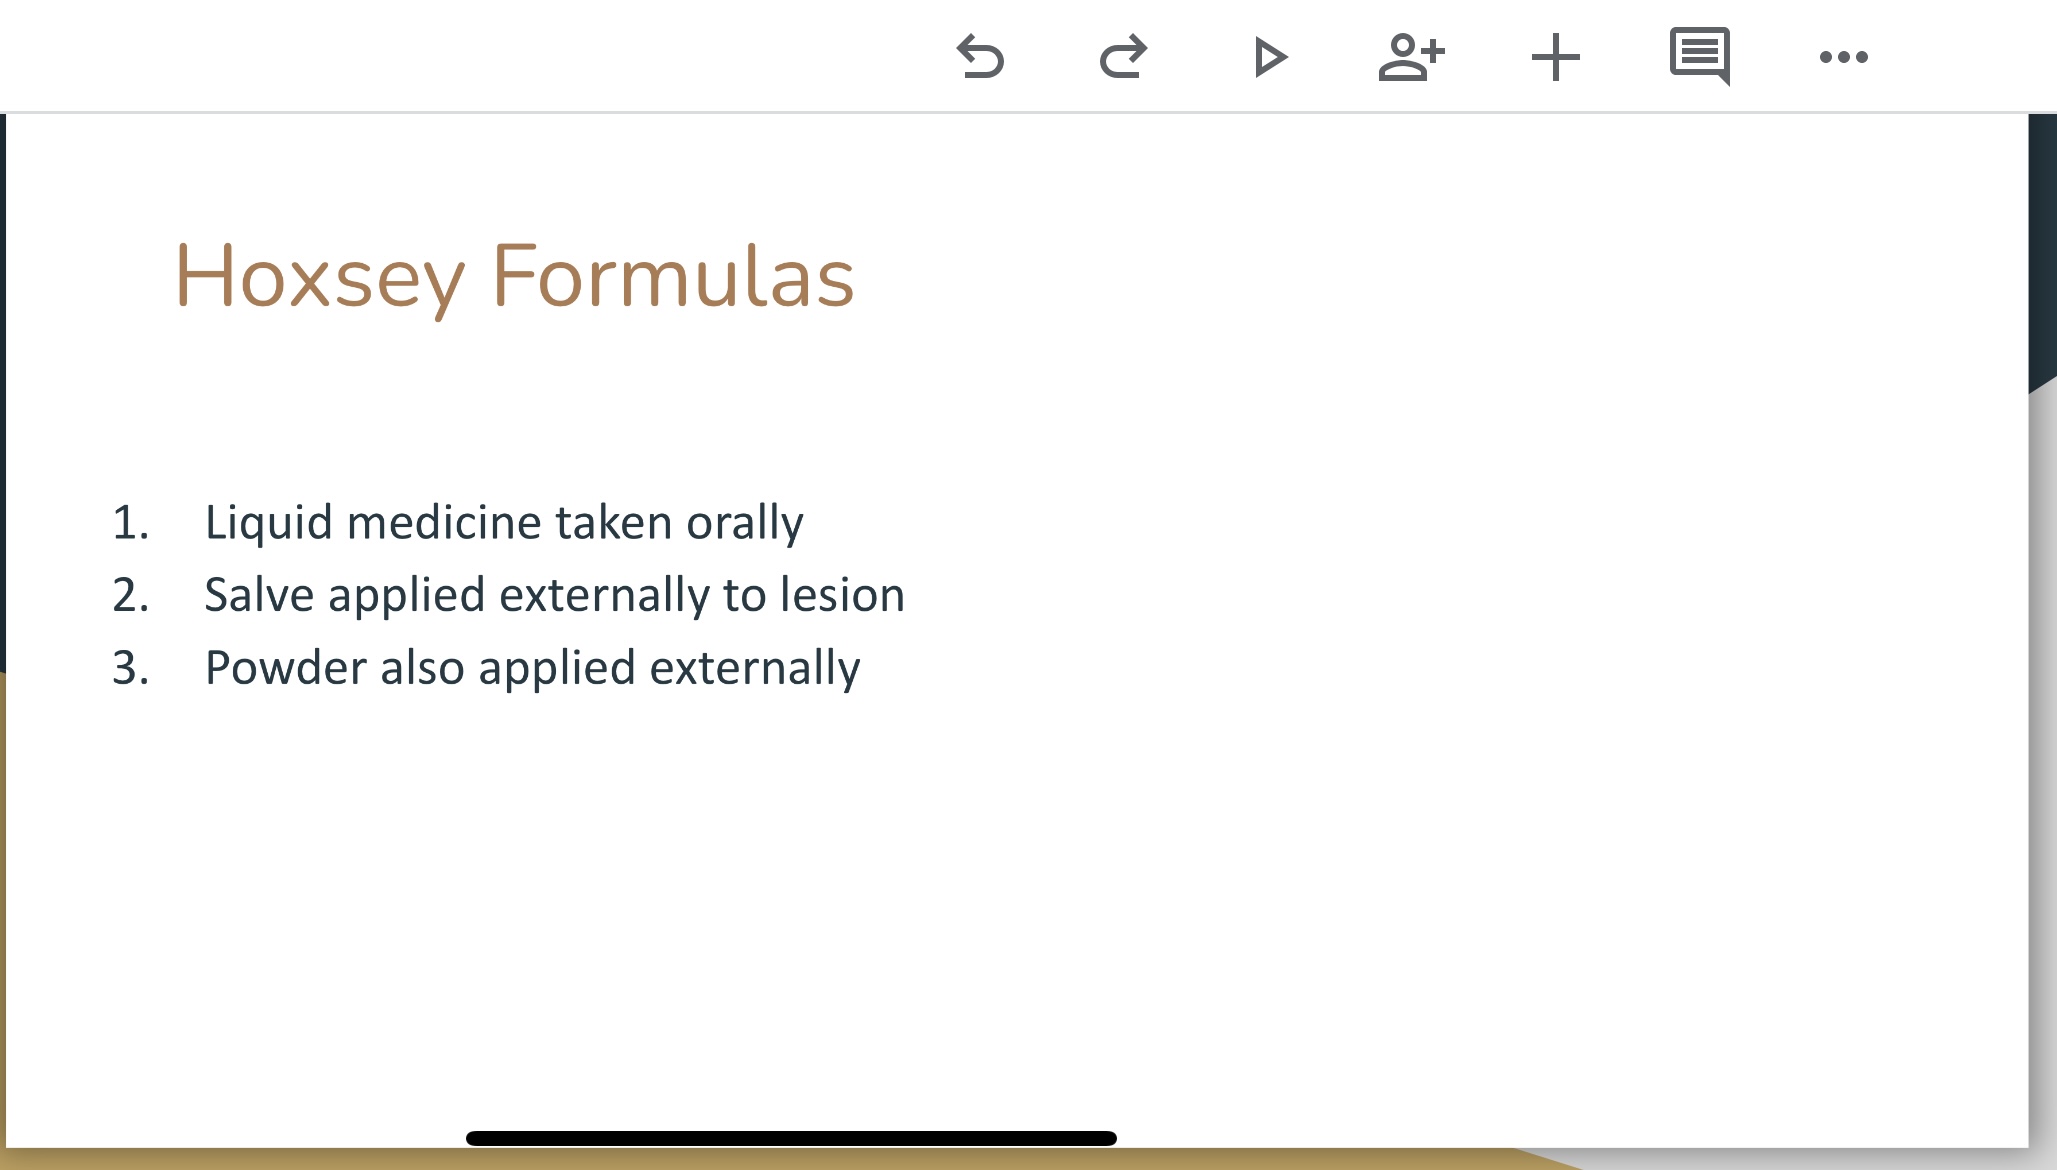 Hoxsey Formulas
1. Liquid medicine taken orally
2. Salve applied externally to lesion
3. Powder also applied externally